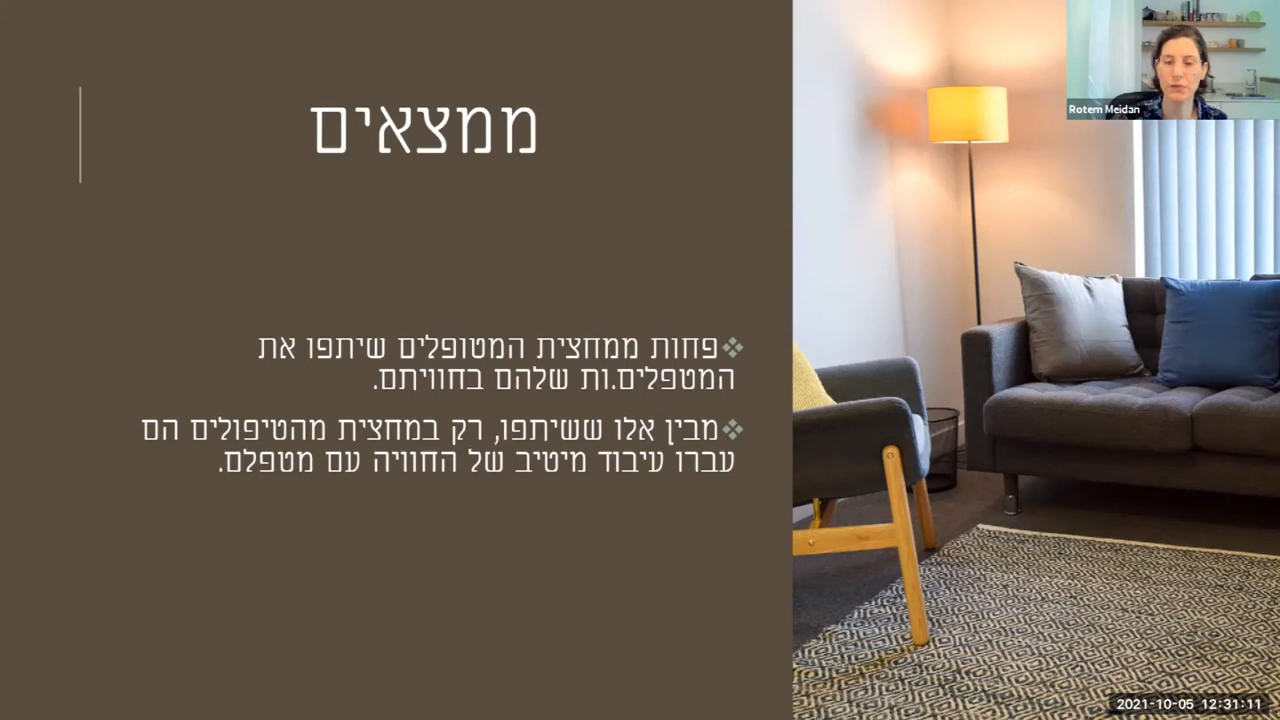 ממצאים
❖פחות ממחצית המטופלים שיתפו את
המטפלים.ות שלהם בחוויתם.
❖מבין אלו ששיתפו, רק במחצית מהטיפולים הם
עברו עיבוד מיטיב של החוויה עם מטפלם.
Rotem Meidan
2021-10-05 12:31:11